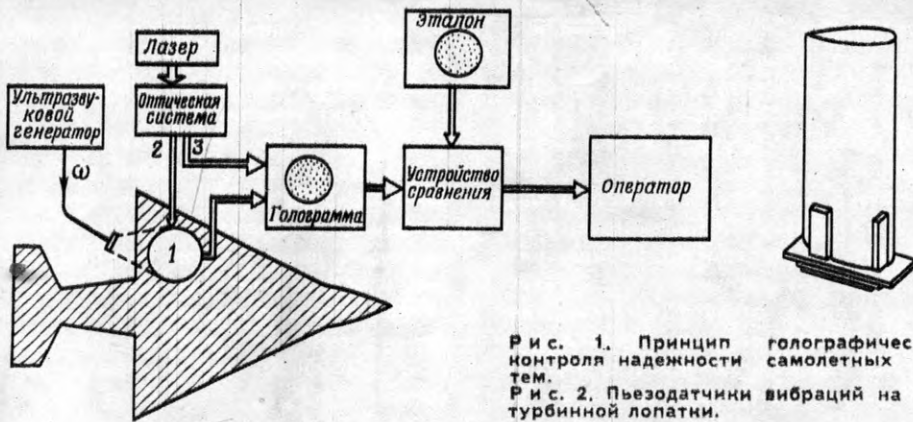 Лазер
Эталон
Ультразву-
ковой
генератор
Оптическая
система
2
3
ω
Голограмма
Устройство
сравнения
Оператор
1
Рис. 1. Принцип голографичес
контроля надежности самолетных
тем.
Рис. 2. Пьезодатчики вибраций на
турбинной лопатки.